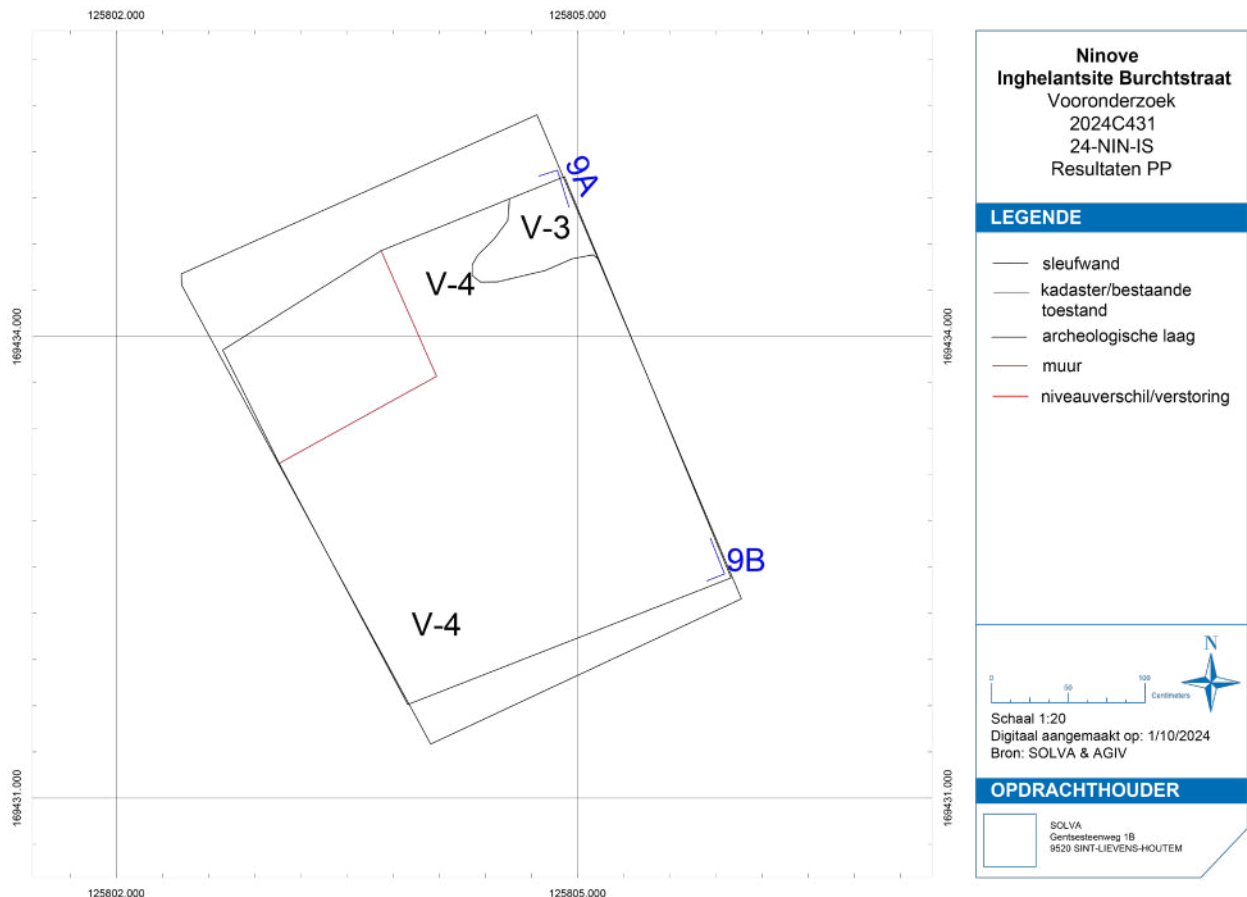 125802.000
125805.000
169434.000
169434.000
169431.000
169431.000
125802.000
125805.000
9A
V-3
V-4
9B
V-4
Ninove
Inghelantsite Burchtstraat
Vooronderzoek
2024C431
24-NIN-IS
Resultaten PP
LEGENDE
sleufwand
kadaster/bestaande
toestand
archeologische laag
muur
niveauverschil/verstoring
N
0
50
100
Centimeters
Schaal 1:20
Digitaal aangemaakt op: 1/10/2024
Bron: SOLVA & AGIV
OPDRACHTHOUDER
SOLVA
Gentsesteenweg 1B
9520 SINT-LIEVENS-HOUTEM